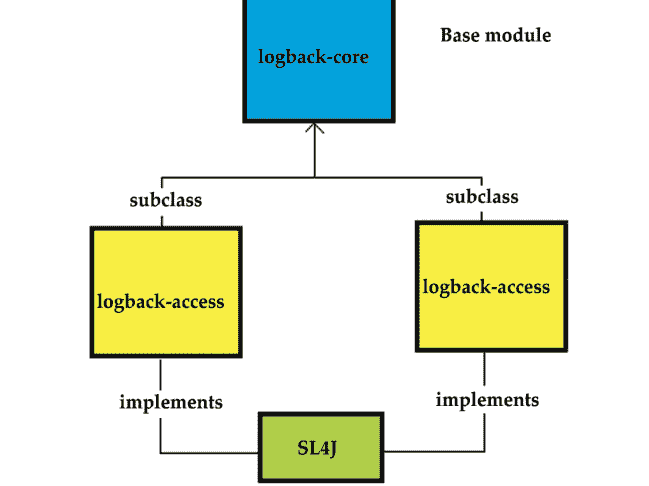 Base module
logback-core
subclass
subclass
logback-access
logback-access
implements
implements
SL4J